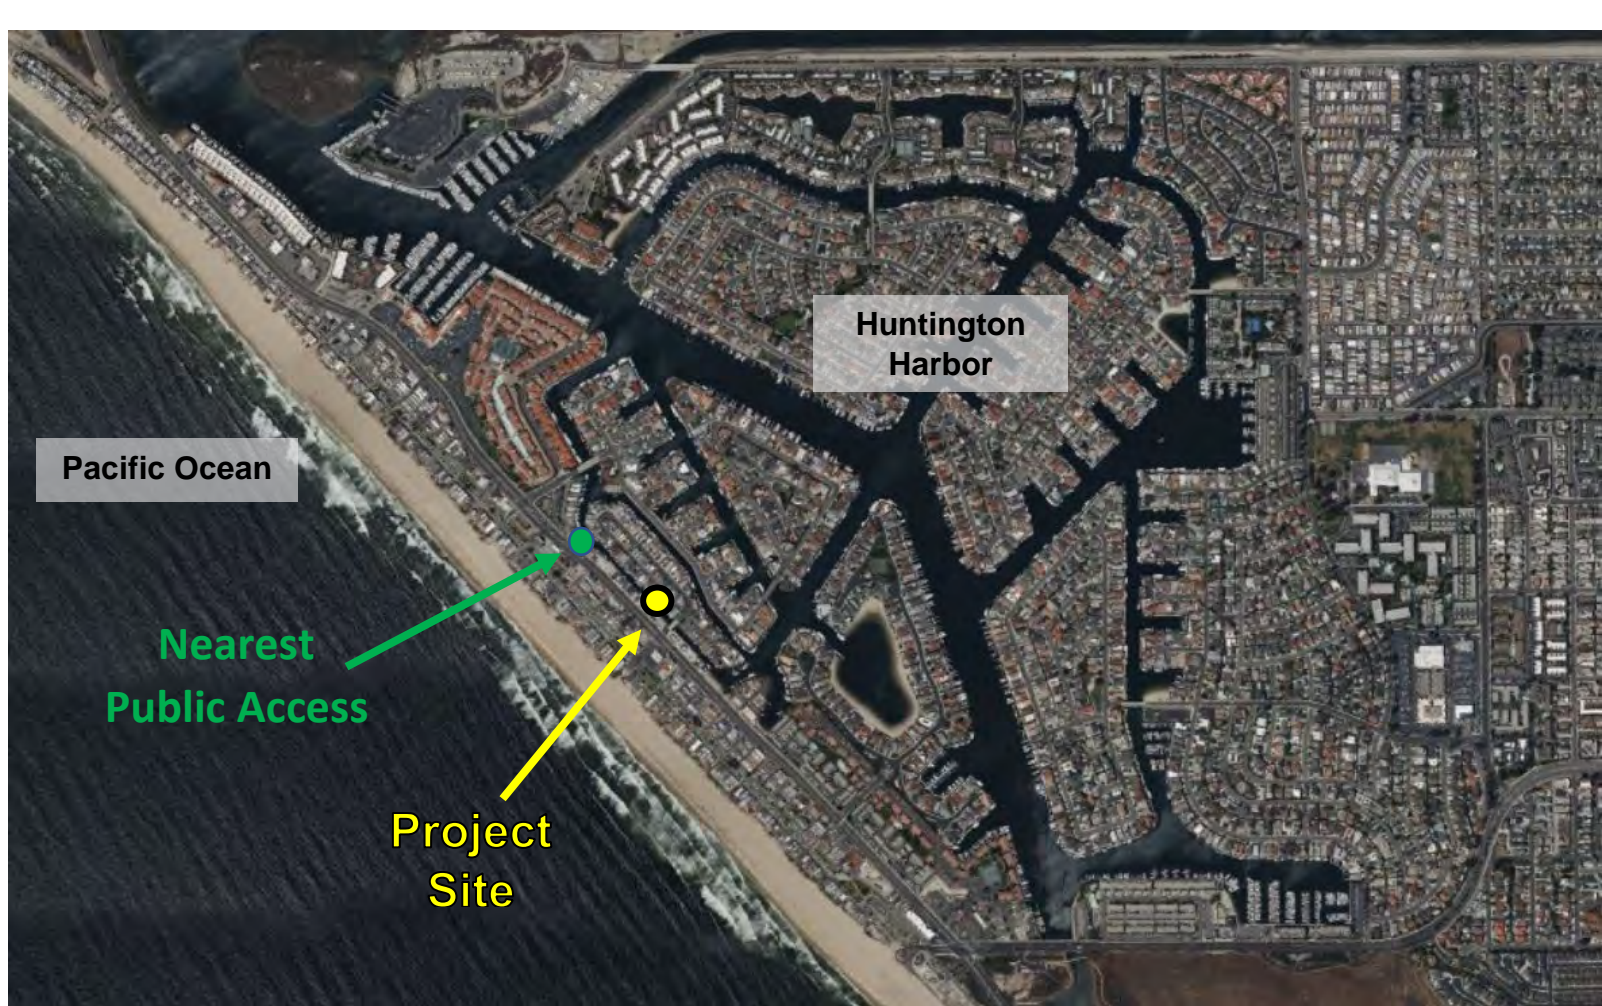 Huntington
Harbor
Pacific Ocean
Nearest
Public Access
Project
Site